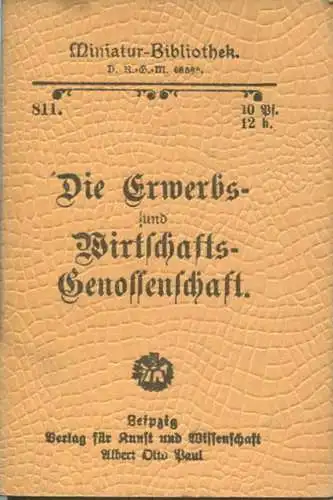 Miniatur-Bibliothek.
D. R.-G.-M.
811.
10 Pf.
12 h.
Die Erwerbs-
und
Wirtschafts-
Genossenschaft.
Leipzig
Verlag für Kunst und Wissenschaft
Albert Otto Paul